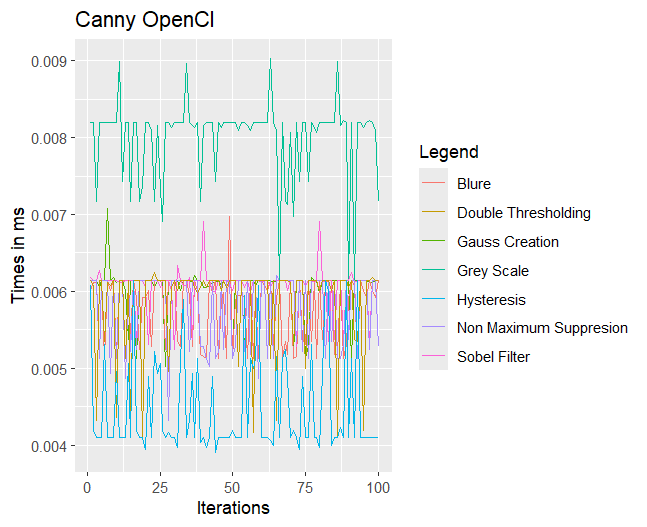 Canny OpenCl
0.009
0.008
0.007
0.006
0.005
0.004
Times in ms
0 25 50 75 100
Iterations
Legend
Blure
Double Thresholding
Gauss Creation
Grey Scale
Hysteresis
Non Maximum Suppresion
Sobel Filter